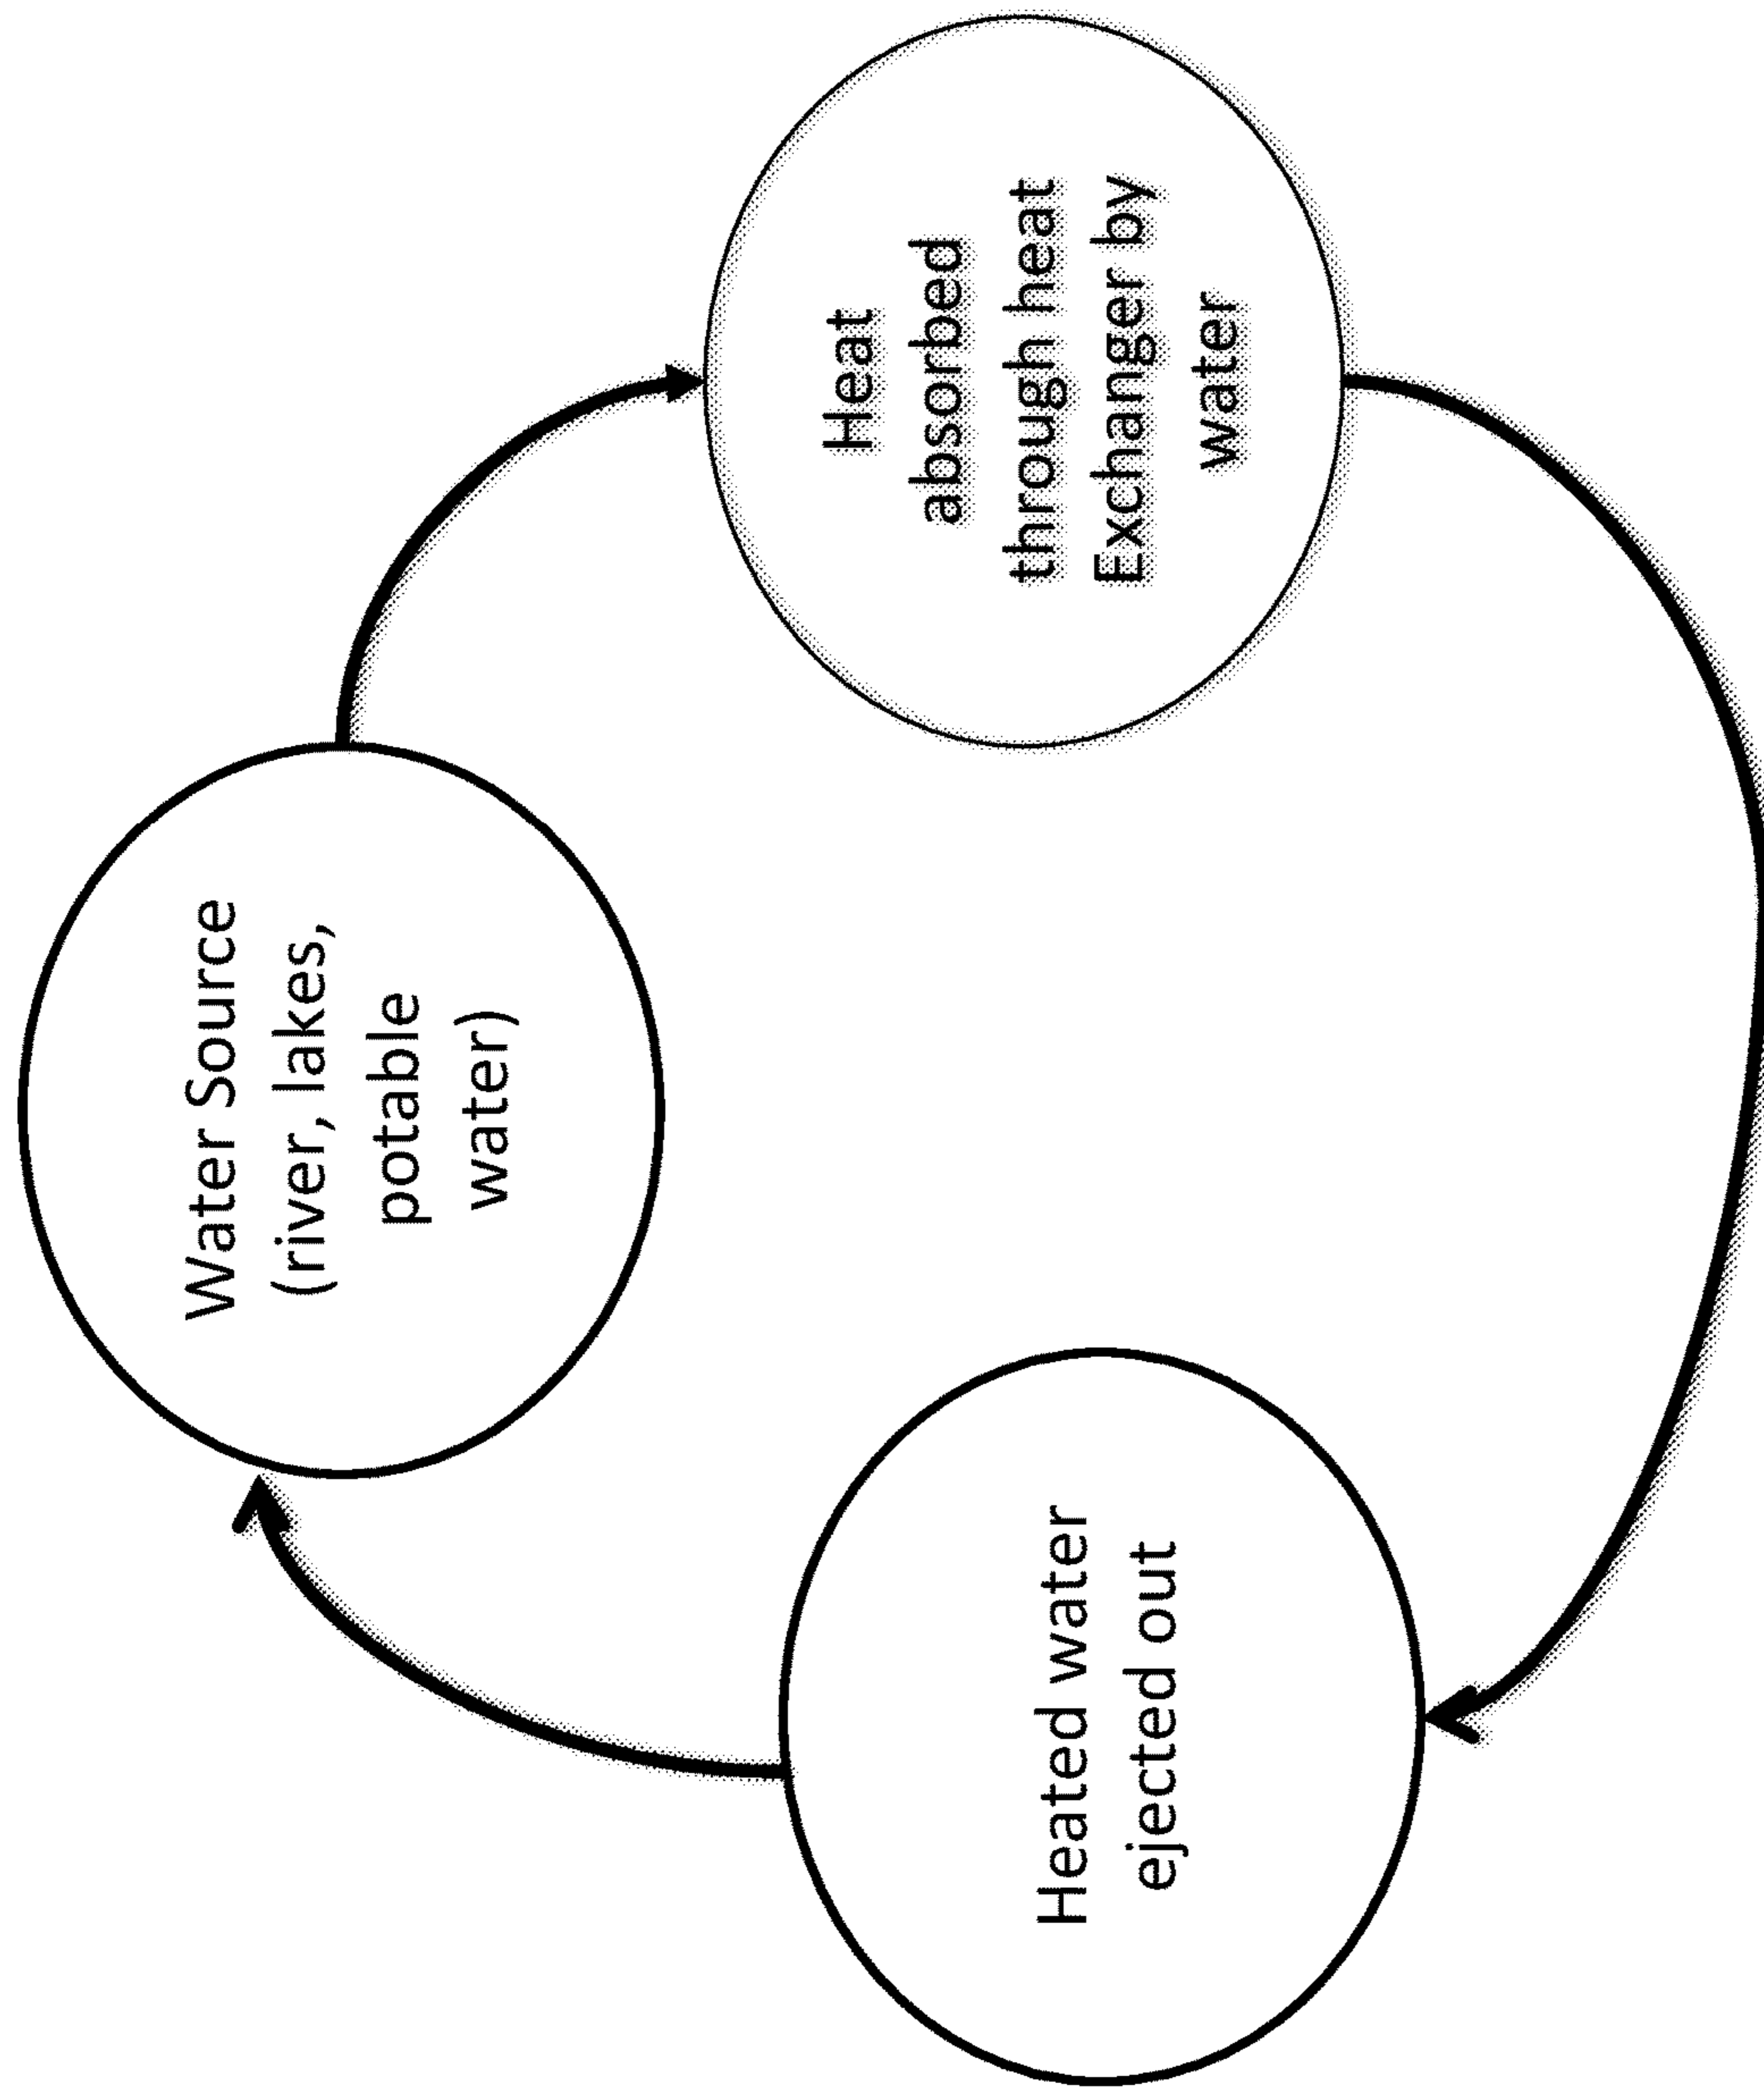 Water Source
(river, lakes,
potable
water)
Heat
absorbed
through heat
Exchanger by
water
Heated water
ejected out